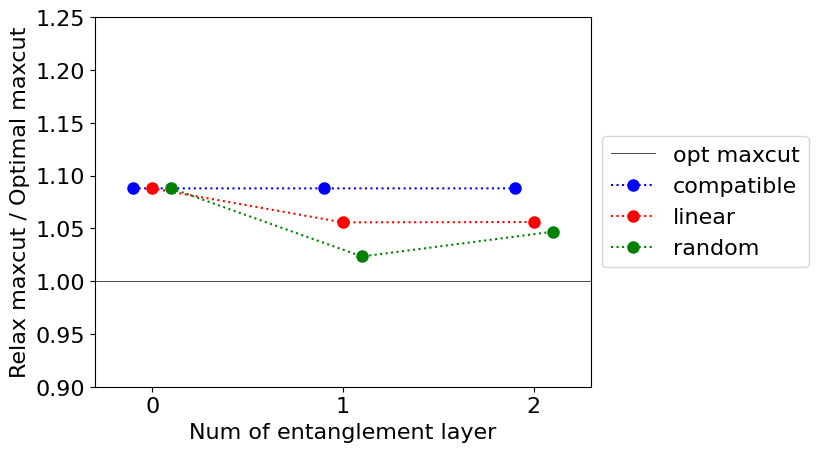 1.25
1.20
1.15
1.10
1.05
1.00
0.95
0.90
Relax maxcut / Optimal maxcut
0 1 2
Num of entanglement layer
opt maxcut
compatible
linear
random